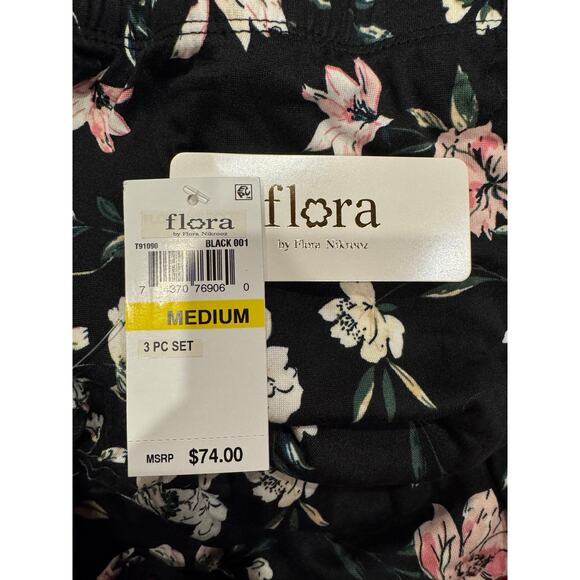 flora
by Flora Nikrooz
T91090
BLACK 001
76906 0
MEDIUM
3 PC SET
MSRP $74.00
flora
by Flora Nikrooz